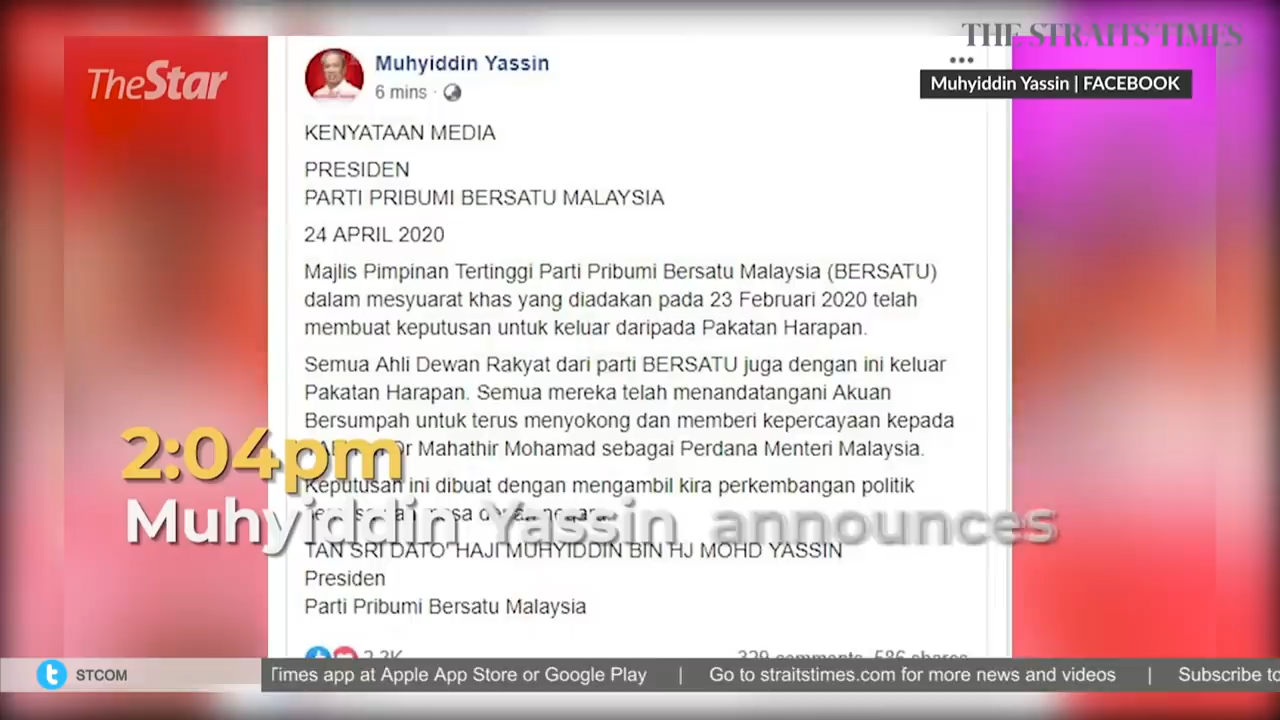 THE STRAITS TIMES
TheStar
Muhyiddin Yassin | FACEBOOK
Muhyiddin Yassin
6 mins
KENYATAAN MEDIA
PRESIDEN
PARTI PRIBUMI BERSATU MALAYSIA
24 APRIL 2020
Majlis Pimpinan Tertinggi Parti Pribumi Bersatu Malaysia (BERSATU)
dalam mesyuarat khas yang diadakan pada 23 Februari 2020 telah
membuat keputusan untuk keluar daripada Pakatan Harapan.
Semua Ahli Dewan Rakyat dari parti BERSATU juga dengan ini keluar
Pakatan Harapan. Semua mereka telah menandatangani Akuan
Bersumpah untuk terus menyokong dan memberi kepercayaan kepada
Dr Mahathir Mohamad sebagai Perdana Menteri Malaysia.
2:04pm
Keputusan ini dibuat dengan mengambil kira perkembangan politik
Muhyiddin Yassin announces
TAN SRI DATO' HAJI MUHYIDDIN BIN HJ MOHD YASSIN
Presiden
Parti Pribumi Bersatu Malaysia
329 comments 586 shares
STCOM
Times app at Apple App Store or Google Play | Go to straitstimes.com for more news and videos | Subscribe to